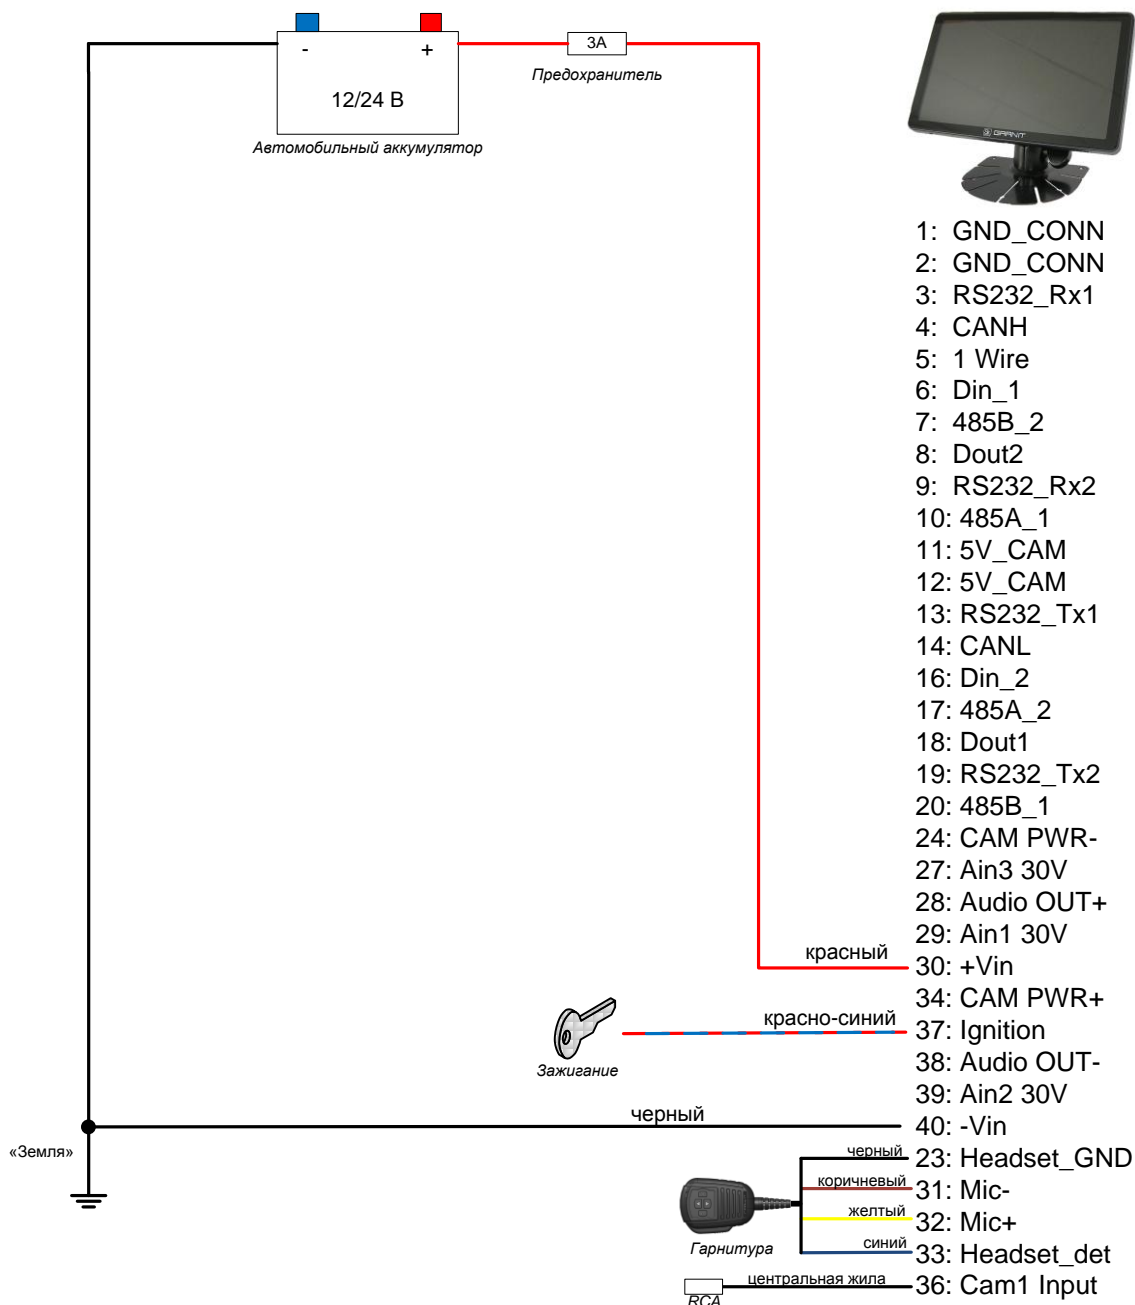 - +
12/24 В
Автомобильный аккумулятор
3А
Предохранитель
GRANIT
1: GND_CONN
2: GND_CONN
3: RS232_Rx1
4: CANH
5: 1 Wire
6: Din_1
7: 485B_2
8: Dout2
9: RS232_Rx2
10: 485A_1
11: 5V_CAM
12: 5V_CAM
13: RS232_Tx1
14: CANL
16: Din_2
17: 485A_2
18: Dout1
19: RS232_Tx2
20: 485B_1
24: CAM PWR-
27: Ain3 30V
28: Audio OUT+
29: Ain1 30V
красный 30: +Vin
34: CAM PWR+
красно-синий 37: Ignition
Зажигание
38: Audio OUT-
39: Ain2 30V
черный 40: -Vin
«Земля»
черный 23: Headset_GND
коричневый 31: Mic-
желтый 32: Mic+
синий 33: Headset_det
Гарнитура
центральная жила 36: Cam1 Input
RCA